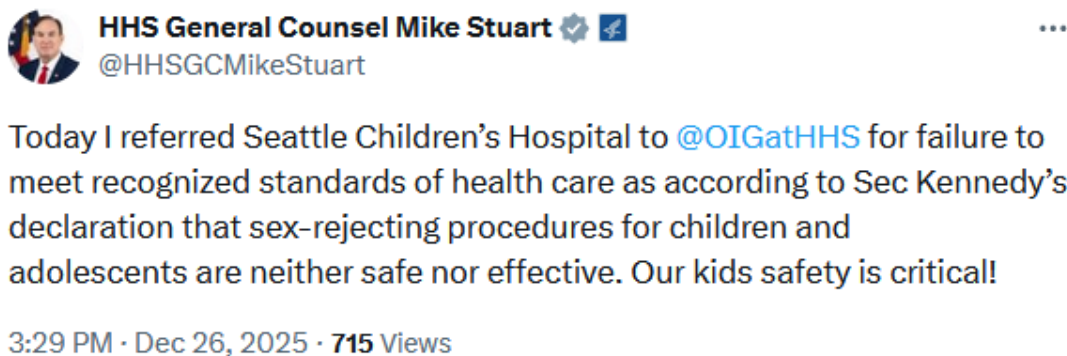 HHS General Counsel Mike Stuart
@HHSGCMikeStuart
Today I referred Seattle Children’s Hospital to @OIGatHHS for failure to
meet recognized standards of health care as according to Sec Kennedy’s
declaration that sex-rejecting procedures for children and
adolescents are neither safe nor effective. Our kids safety is critical!
3:29 PM · Dec 26, 2025 · 715 Views